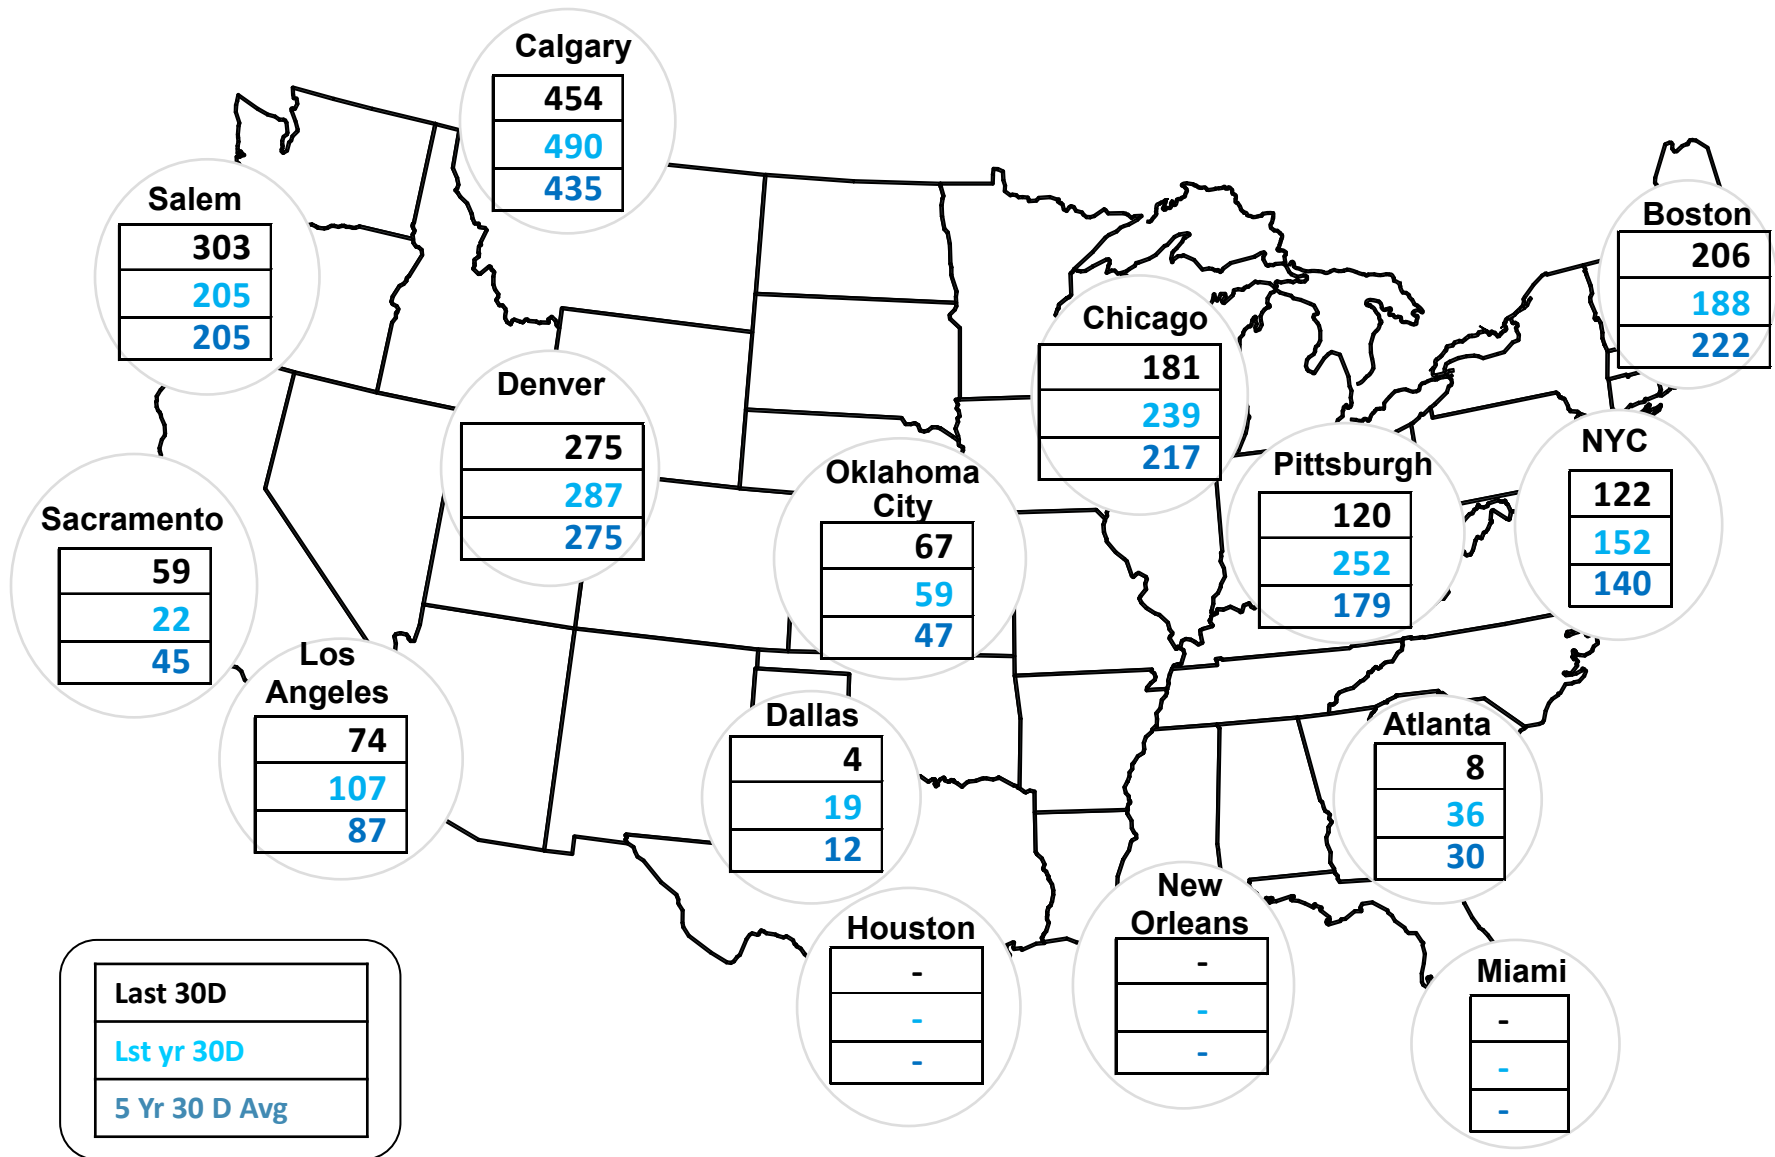 Calgary
454
490
435
Salem
303
205
205
Boston
206
188
222
Chicago
181
239
217
Denver
275
287
275
Oklahoma
City
67
59
47
Pittsburgh
120
252
179
NYC
122
152
140
Sacramento
59
22
45
Los
Angeles
74
107
87
Dallas
4
19
12
Atlanta
8
36
30
Houston
-
-
-
New
Orleans
-
-
-
Miami
-
-
-
Last 30D
Lst yr 30D
5 Yr 30 D Avg